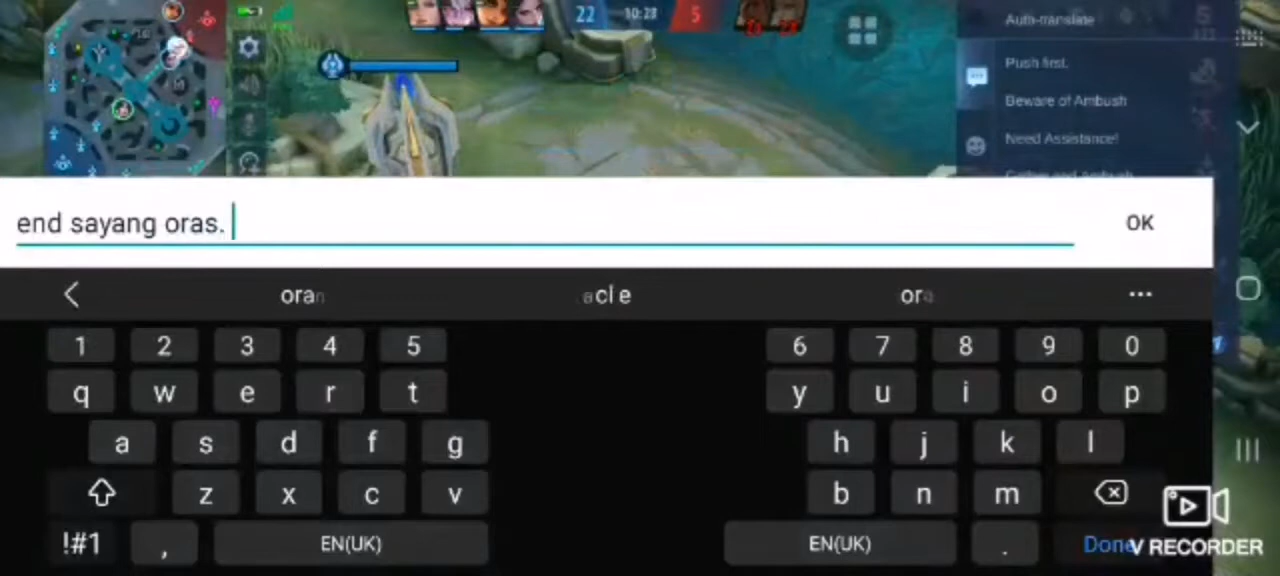 22 10:28 5
Auto-translate
Push first.
Beware of Ambush
Need Assistance!
end sayang oras.
OK
oran
acle
ora
1 2 3 4 5 6 7 8 9 0
q w e r t y u i o p
a s d f g h j k l
z x c v b n m
!#1 , EN(UK) EN(UK) . Done
V RECORDER